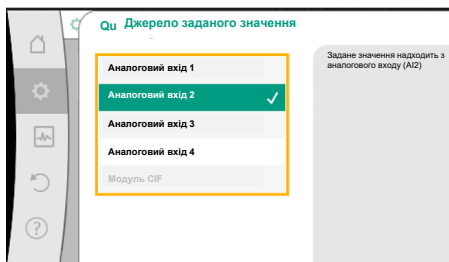 Qu Джерело заданого значення
Аналоговий вхід 1
Аналоговий вхід 2
Аналоговий вхід 3
Аналоговий вхід 4
Модуль CIF
Задане значення надходить з
аналогового входу (AI2)